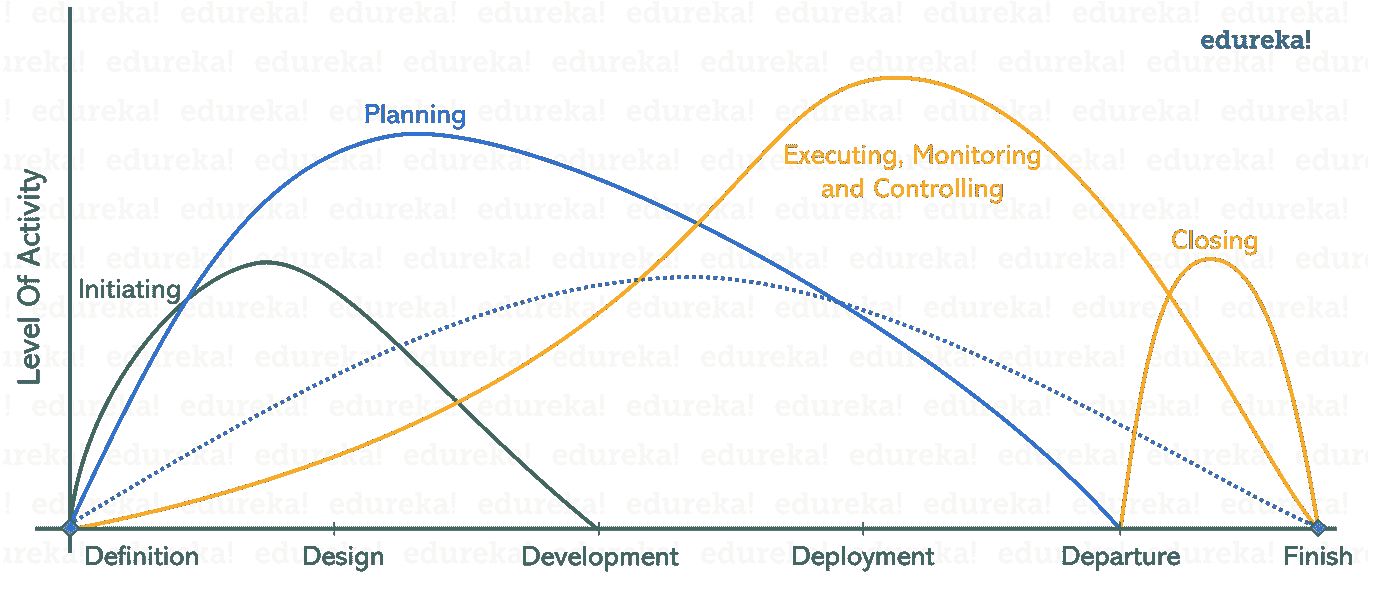 edureka!
Planning
Executing, Monitoring
and Controlling
Closing
Initiating
Level Of Activity
Definition
Design
Development
Deployment
Departure
Finish